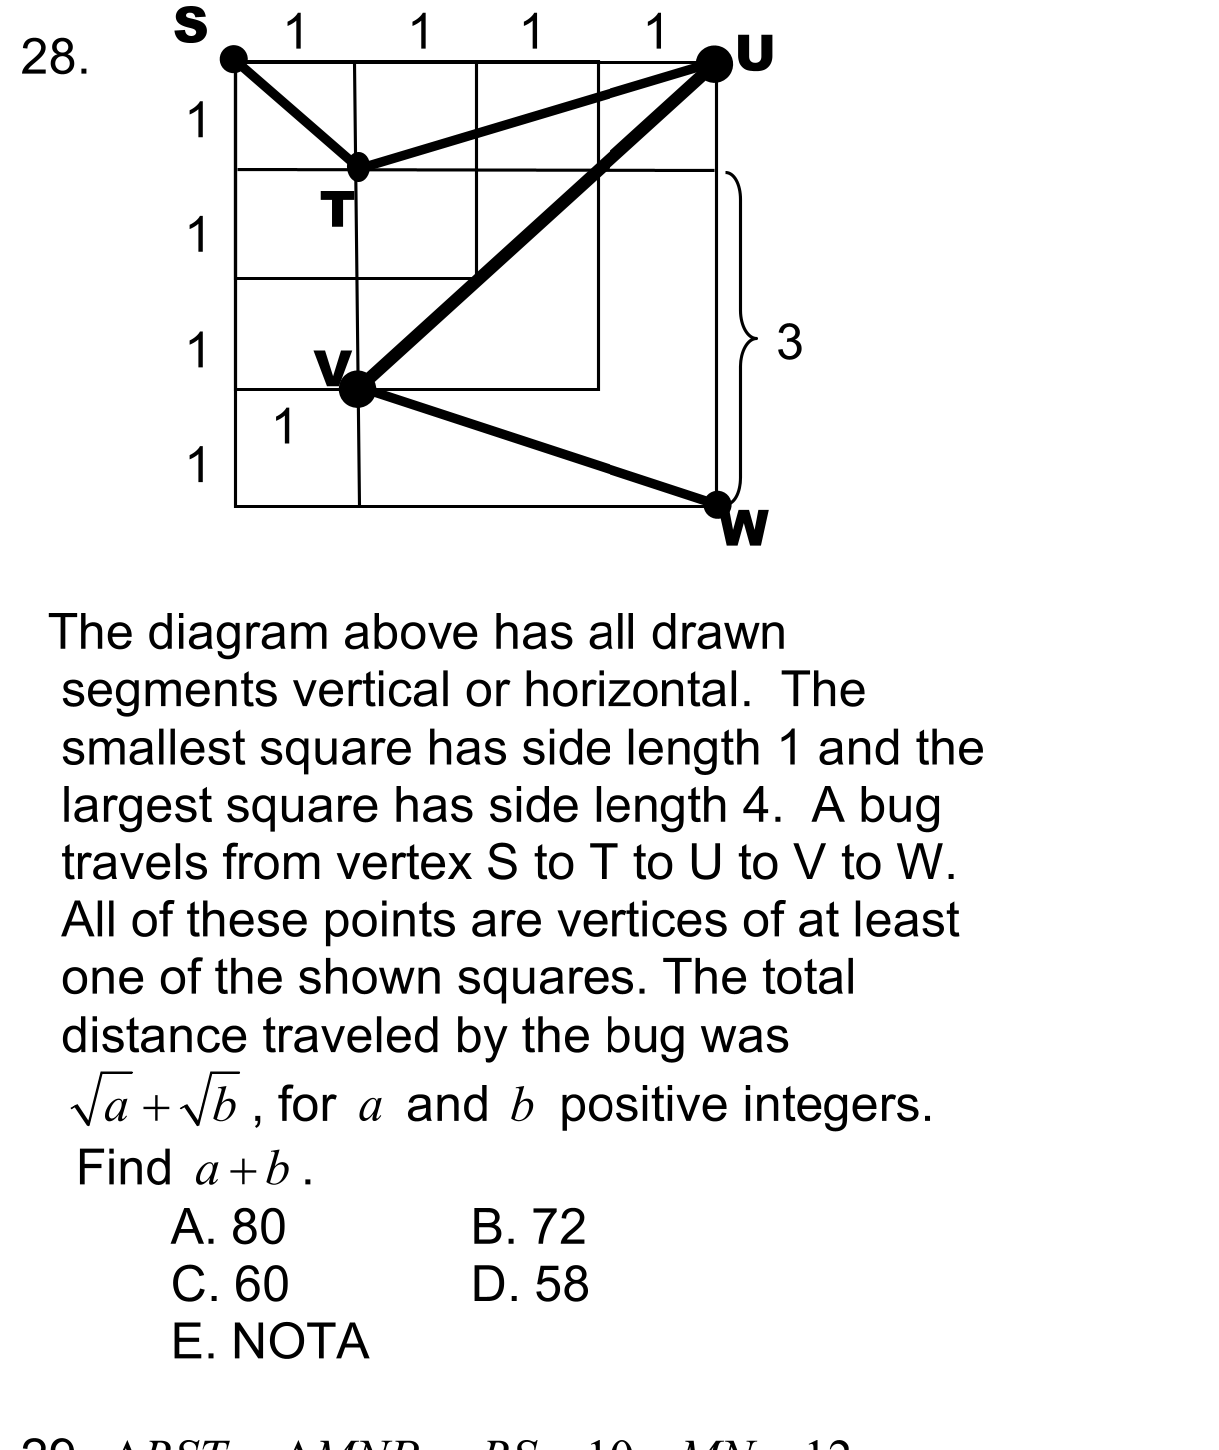 S 1 1 1 1 U
28.
1
T
1
3
1
V
1
1
W
The diagram above has all drawn
segments vertical or horizontal. The
smallest square has side length 1 and the
largest square has side length 4. A bug
travels from vertex S to T to U to V to W.
All of these points are vertices of at least
one of the shown squares. The total
distance traveled by the bug was
√a + √b , for a and b positive integers.
Find a + b .
A. 80 B. 72
C. 60 D. 58
E. NOTA